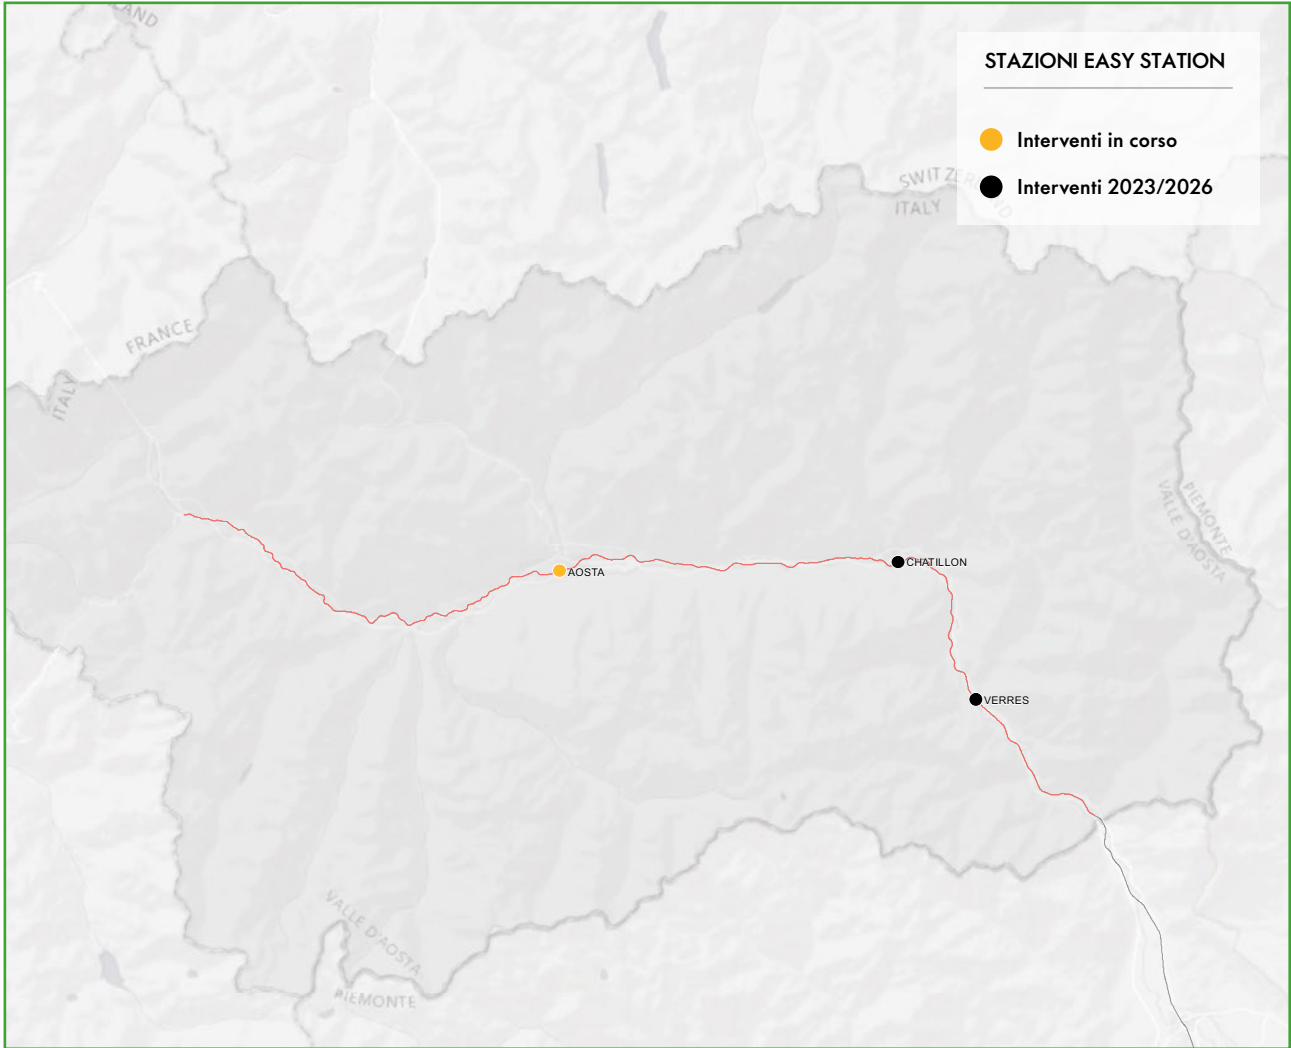 STAZIONI EASY STATION
Interventi in corso
Interventi 2023/2026
ITALY
FRANCE
ITALY
PIEMONTE
VALLE D'AOSTA
AOSTA
CHATILLON
VERRES
VALLE D'AOSTA
PIEMONTE